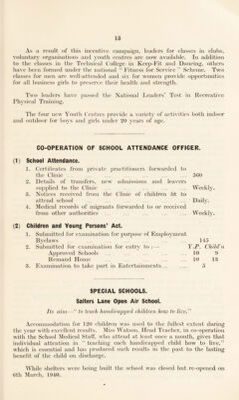 13
As a result of this incentive campaign, leaders for classes in clubs,
voluntary organisations and youth centres are now available. In addition
to the classes in the Technical College in Keep-Fit and Dancing, others
have been formed under the national "Fitness for Service" Scheme. Two
classes for men are well-attended and six for women provide opportunities
for all business girls to preserve their health and strength.
Two leaders have passed the National Leaders' Test in Recreative
Physical Training.
The four new Youth Centres provide a variety of activities both indoor
and outdoor for boys and girls under 20 years of age.
CO-OPERATION OF SCHOOL ATTENDANCE OFFICER.
(1) School Attendance.
1. Certificates from private practitioners forwarded to
the Clinic 360
2. Details of transfers, new admissions and leavers
supplied to the Clinic Weekly.
3. Notices received from the Clinic of children fit to
attend school Daily.
4. Medical records of migrants forwarded to or received
from other authorities Weekly.
(2) Children and Young Persons' Act.
1. Submitted for examination for purpose of Employment
Byelaws 145
2. Submitted for examination for entry to :— Y.P. Child'n
Approved Schools 10 9
Remand Home 10 13
3. Examination to take part in Entertainments 5
SPECIAL SCHOOLS.
Salters Lane Open Air School.
Its aim—"to teach handicapped children how to live."
Accommodation for 120 children was used to the fullest extent during
the year with excellent results. Miss Watson, Head Teacher, in co-operation
with the School Medical Staff, who attend at least once a month, gives that
individual attention in "teaching each handicapped child how to live,"
which is essential and has produced such results in the past to the lasting
benefit of the child on discharge.
While shelters were being built the school was closed but re-opened on
6th March, 1940.